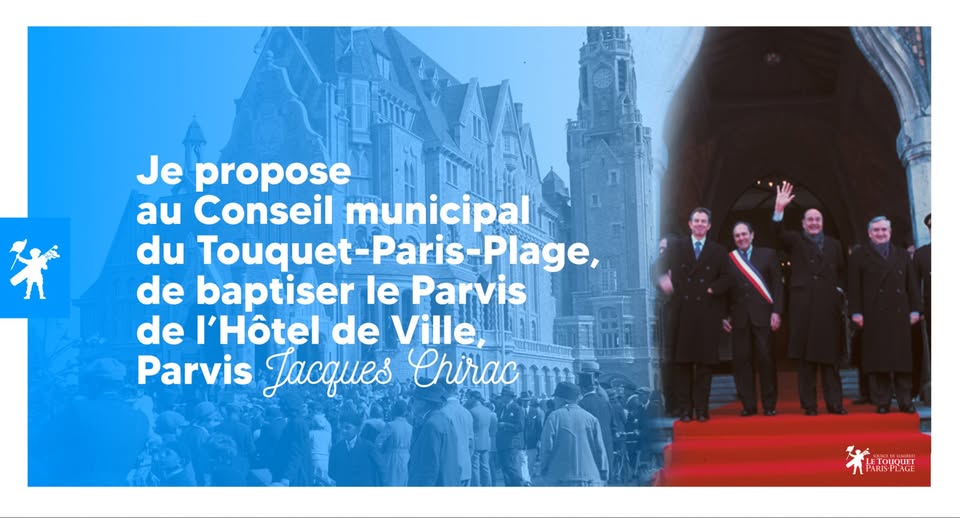 Je propose
au Conseil municipal
du Touquet-Paris-Plage,
de baptiser le Parvis
de l'Hôtel de Ville,
Parvis Jacques Chirac
LE TOUQUET
PARIS-PLAGE